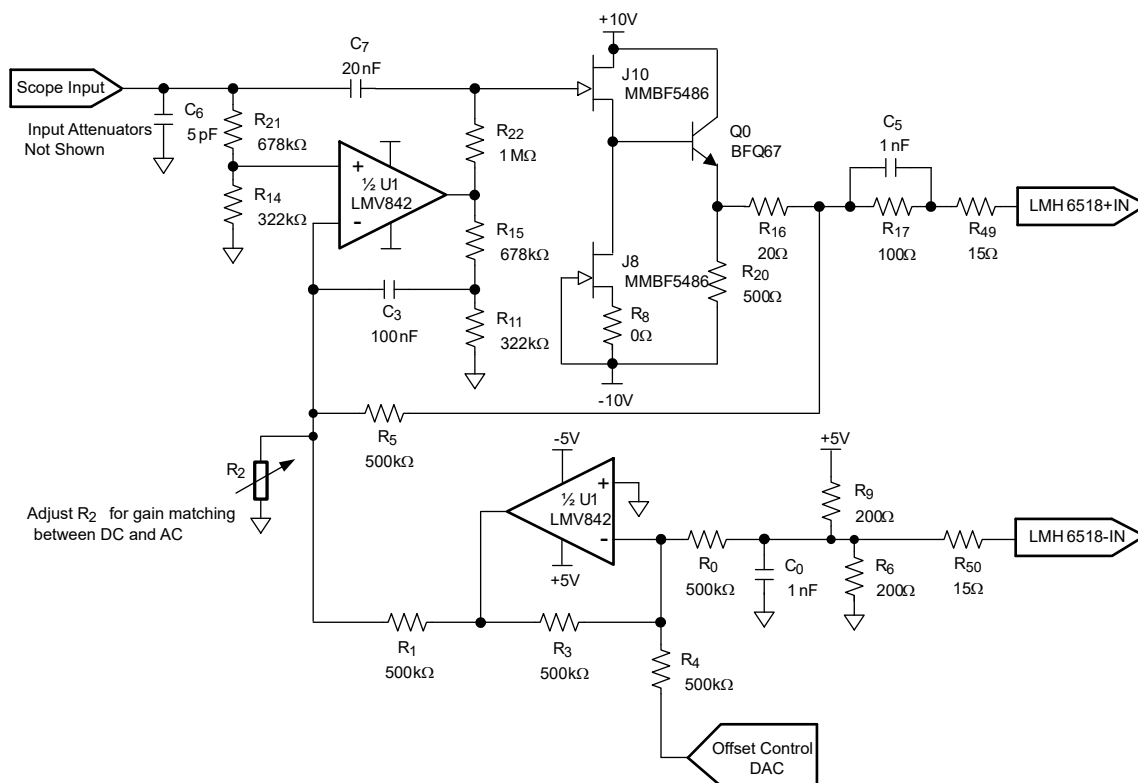 +10V
C7
20nF
J10
MMBF5486
Scope Input
C6
5pF
Input Attenuators
Not Shown
R21
678kΩ
R22
1MΩ
Q0
BFQ67
C5
1nF
+
½ U1
LMV842
-
R14
322kΩ
R15
678kΩ
R16
20Ω
R17
100Ω
R49
15Ω
LMH6518+IN
J8
MMBF5486
R20
500Ω
C3
100nF
R11
322kΩ
R8
0Ω
-10V
R5
500kΩ
R2
Adjust R2 for gain matching
between DC and AC
-5V
½ U1
LMV842
+
-
+5V
+5V
R9
200Ω
R0
500kΩ
C0
1nF
R6
200Ω
R50
15Ω
LMH6518-IN
R1
500kΩ
R3
500kΩ
R4
500kΩ
Offset Control
DAC